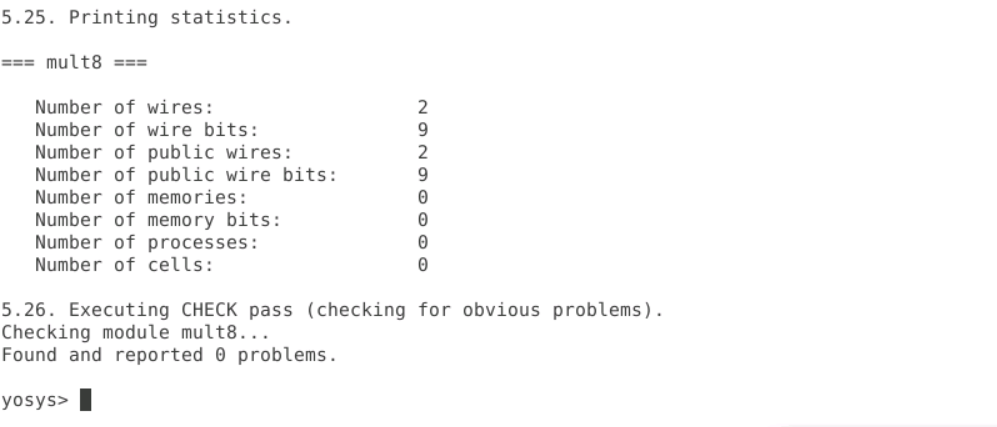 5.25. Printing statistics.
=== mult8 ===
Number of wires: 2
Number of wire bits: 9
Number of public wires: 2
Number of public wire bits: 9
Number of memories: 0
Number of memory bits: 0
Number of processes: 0
Number of cells: 0
5.26. Executing CHECK pass (checking for obvious problems).
Checking module mult8...
Found and reported 0 problems.
yosys>